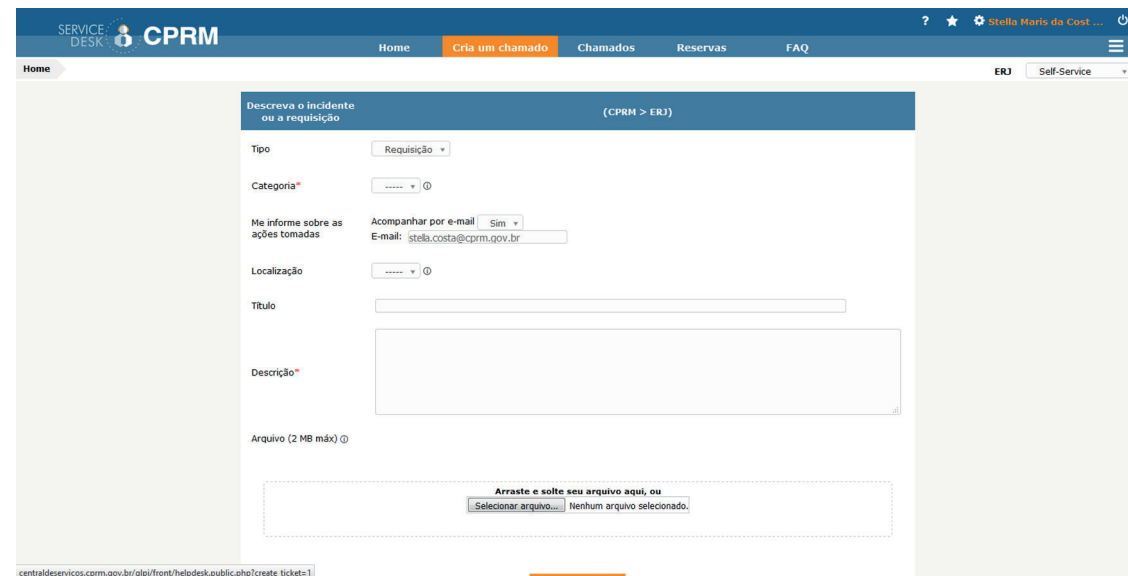 SERVICE DESK CPRM
? Stella Maris da Cost ...
Home Cria um chamado Chamados Reservas FAQ
Home
ERJ Self-Service
Descreva o incidente ou a requisição
(CPRM > ERJ)
Tipo Requisição
Categoria* -----
Me informe sobre as ações tomadas
Acompanhar por e-mail Sim
E-mail: stella.costa@cprm.gov.br
Localização -----
Título
Descrição*
Arquivo (2 MB máx)
Arraste e solte seu arquivo aqui, ou
Selecionar arquivo... Nenhum arquivo selecionado.
centraldeservicos.cprm.gov.br/glpi/front/helpdesk.public.php?create_ticket=1